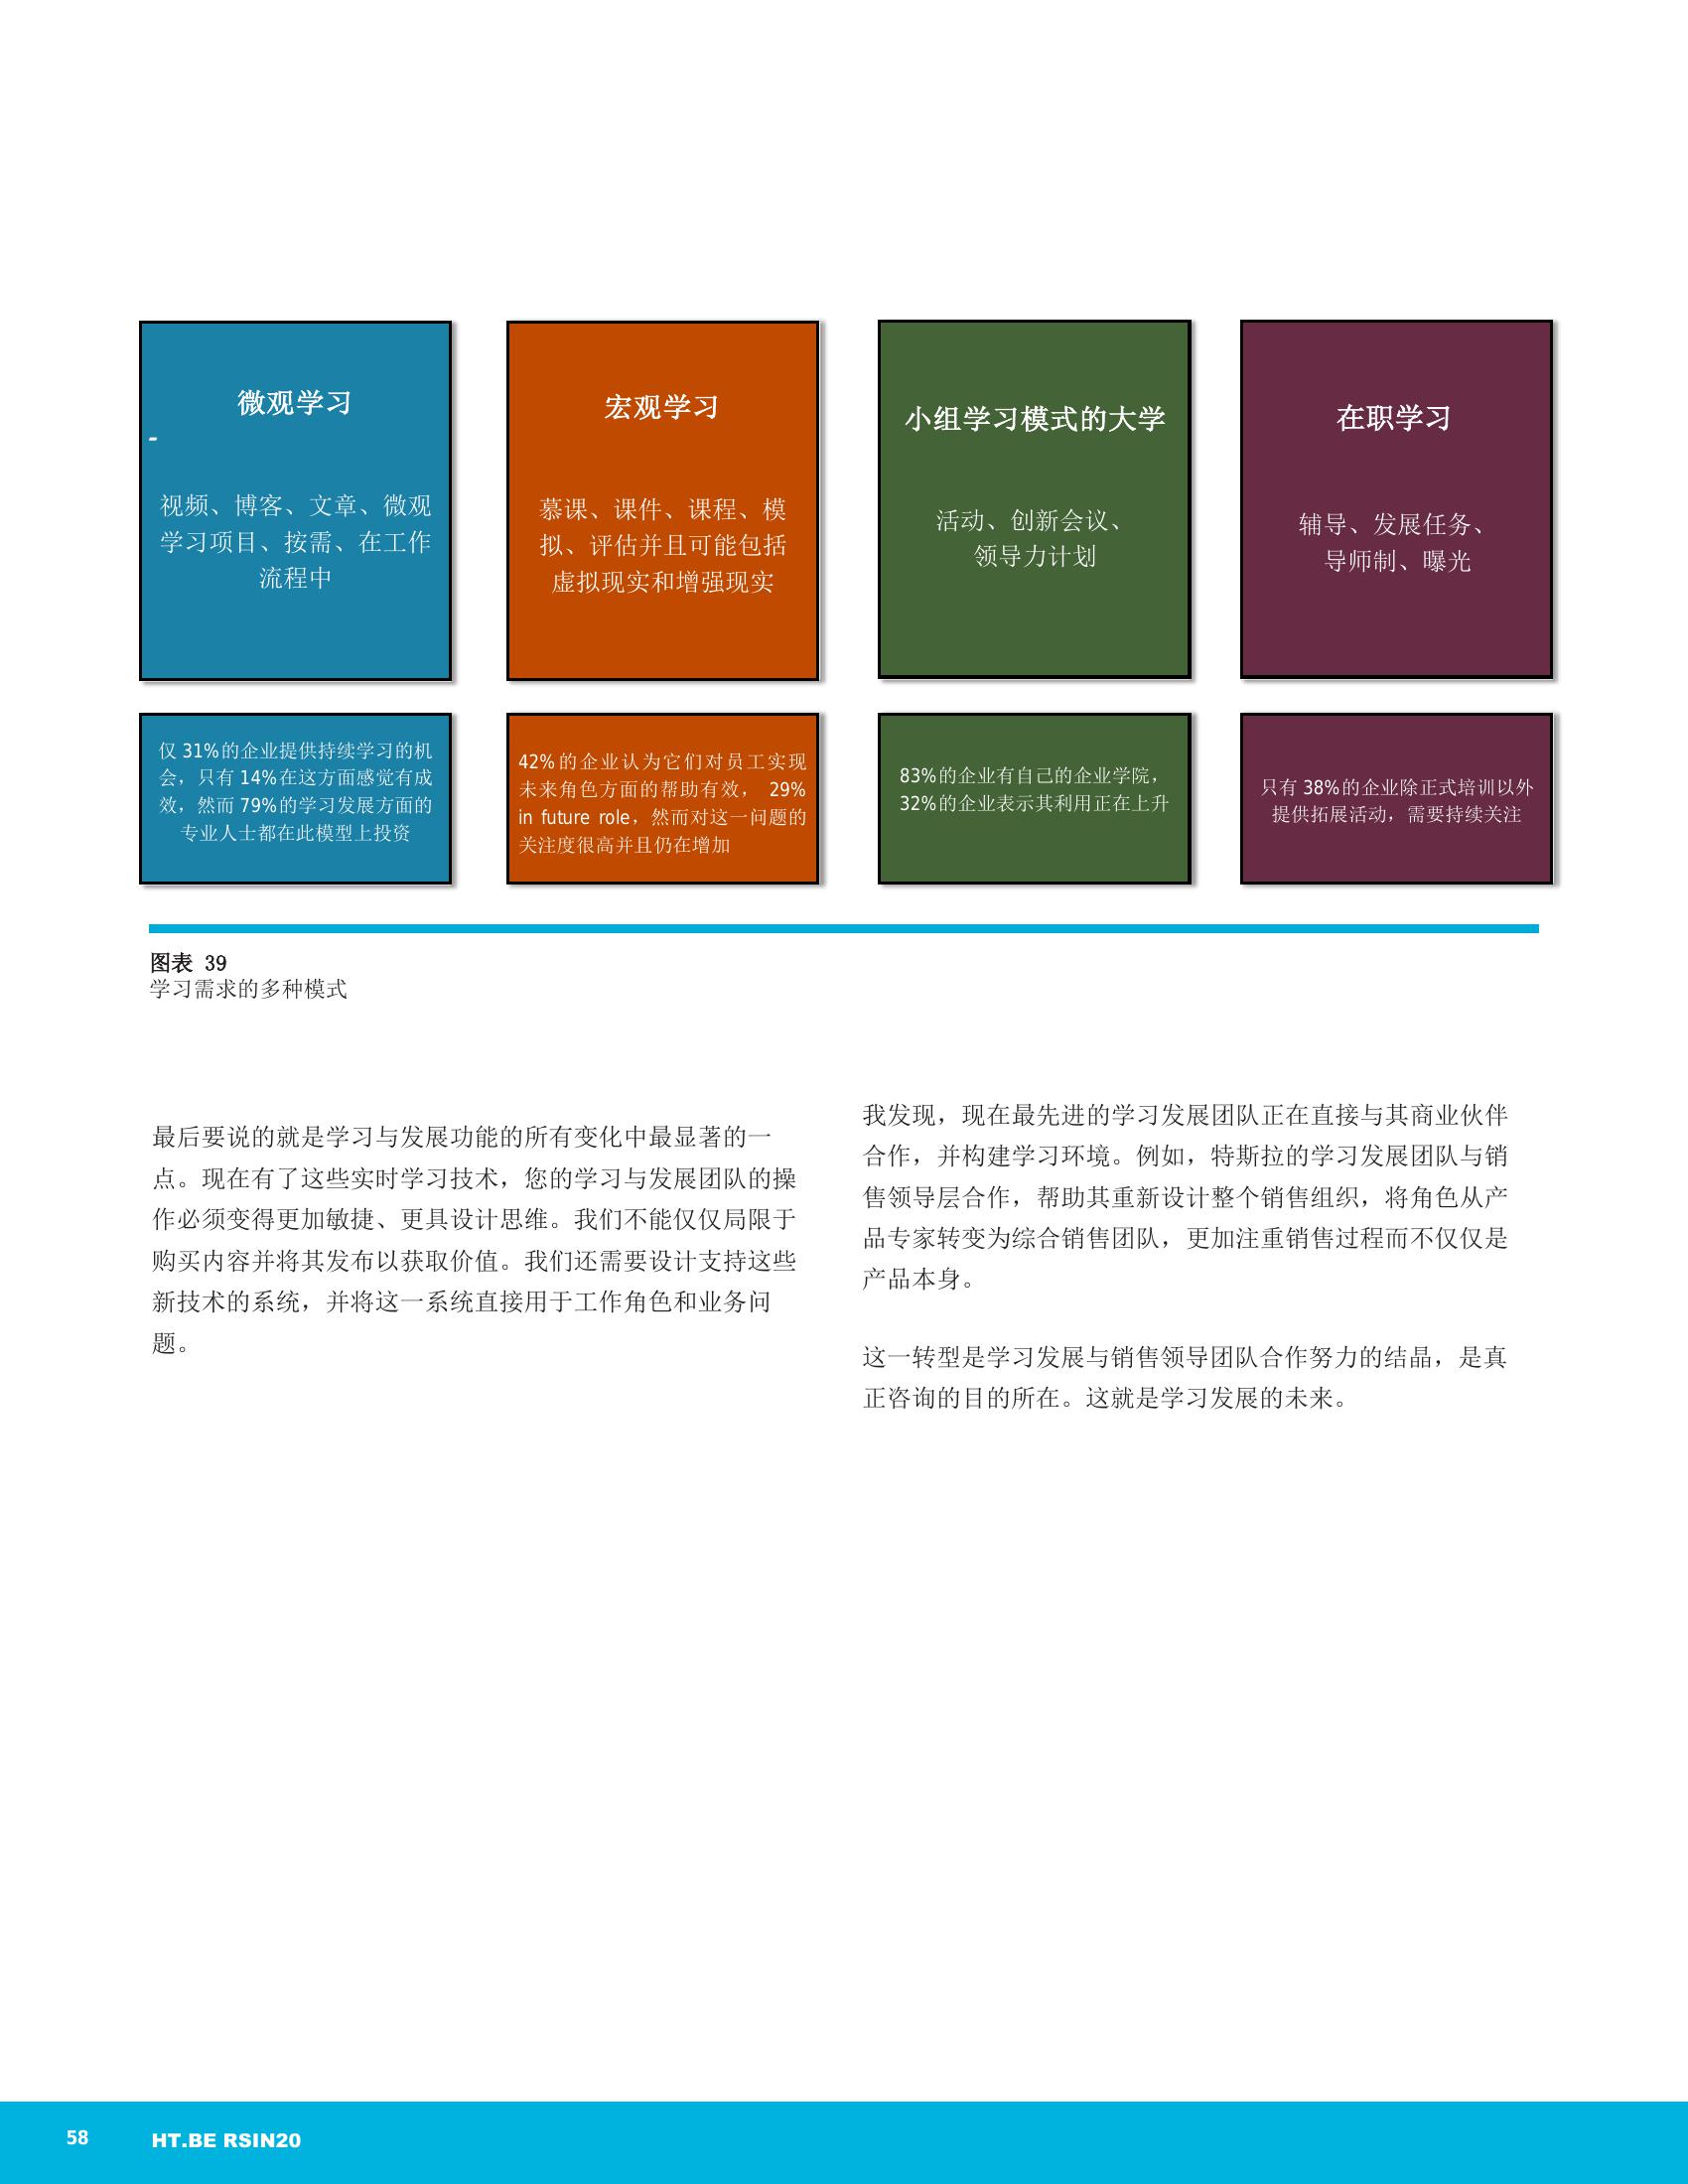 微观学习
-
视频、博客、文章、微观
学习项目、按需、在工作
流程中
宏观学习
慕课、课件、课程、模
拟、评估并且可能包括
虚拟现实和增强现实
小组学习模式的大学
活动、创新会议、
领导力计划
在职学习
辅导、发展任务、
导师制、曝光
仅 31%的企业提供持续学习的机
会，只有 14%在这方面感觉有成
效，然而 79%的学习发展方面的
专业人士都在此模型上投资
42%的企业认为它们对员工实现
未来角色方面的帮助有效， 29%
in future role，然而对这一问题的
关注度很高并且仍在增加
83%的企业有自己的企业学院，
32%的企业表示其利用正在上升
只有 38%的企业除正式培训以外
提供拓展活动，需要持续关注
图表 39
学习需求的多种模式
最后要说的就是学习与发展功能的所有变化中最显著的一
点。现在有了这些实时学习技术，您的学习与发展团队的操
作必须变得更加敏捷、更具设计思维。我们不能仅仅局限于
购买内容并将其发布以获取价值。我们还需要设计支持这些
新技术的系统，并将这一系统直接用于工作角色和业务问
题。
我发现，现在最先进的学习发展团队正在直接与其商业伙伴
合作，并构建学习环境。例如，特斯拉的学习发展团队与销
售领导层合作，帮助其重新设计整个销售组织，将角色从产
品专家转变为综合销售团队，更加注重销售过程而不仅仅是
产品本身。
这一转型是学习发展与销售领导团队合作努力的结晶，是真
正咨询的目的所在。这就是学习发展的未来。
58
HT.BE RSIN20